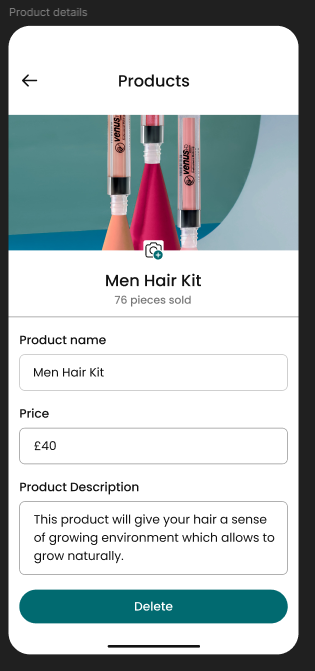 Product details
Products
venus
venus
venus
Men Hair Kit
76 pieces sold
Product name
Men Hair Kit
Price
£40
Product Description
This product will give your hair a sense
of growing environment which allows to
grow naturally.
Delete